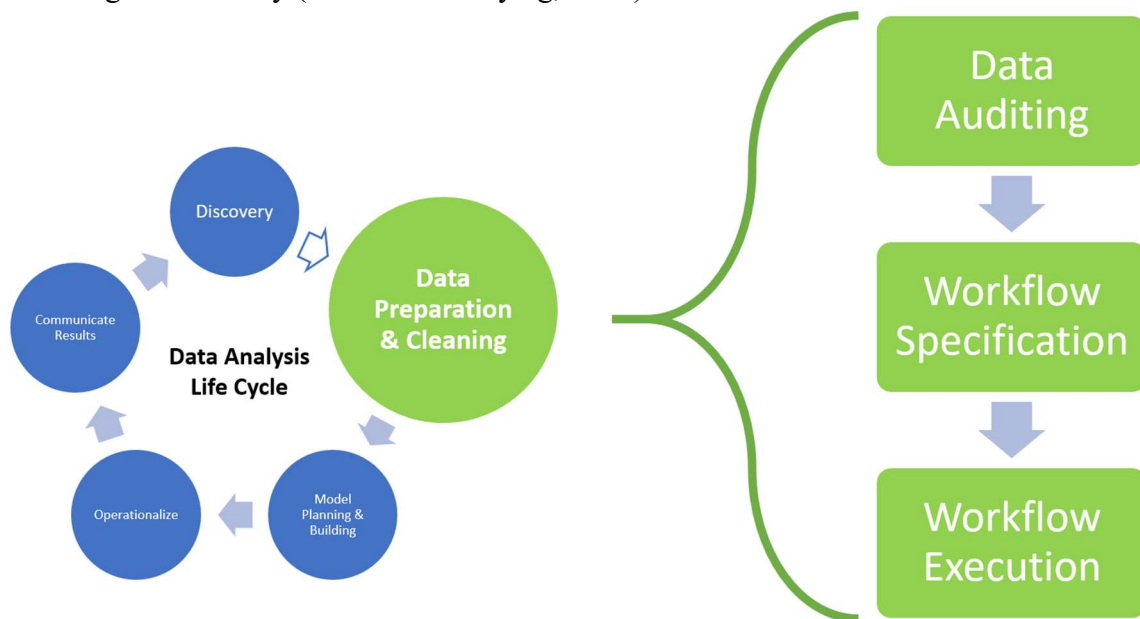 Discovery
Data
Preparation
& Cleaning
Communicate
Results
Data Analysis
Life Cycle
Operationalize
Model
Planning &
Building
Data
Auditing
Workflow
Specification
Workflow
Execution